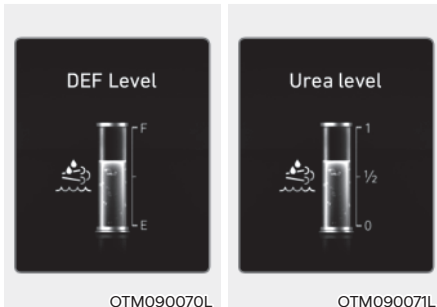 DEF Level
F
E
OTM090070L
Urea level
1
½
0
OTM090071L